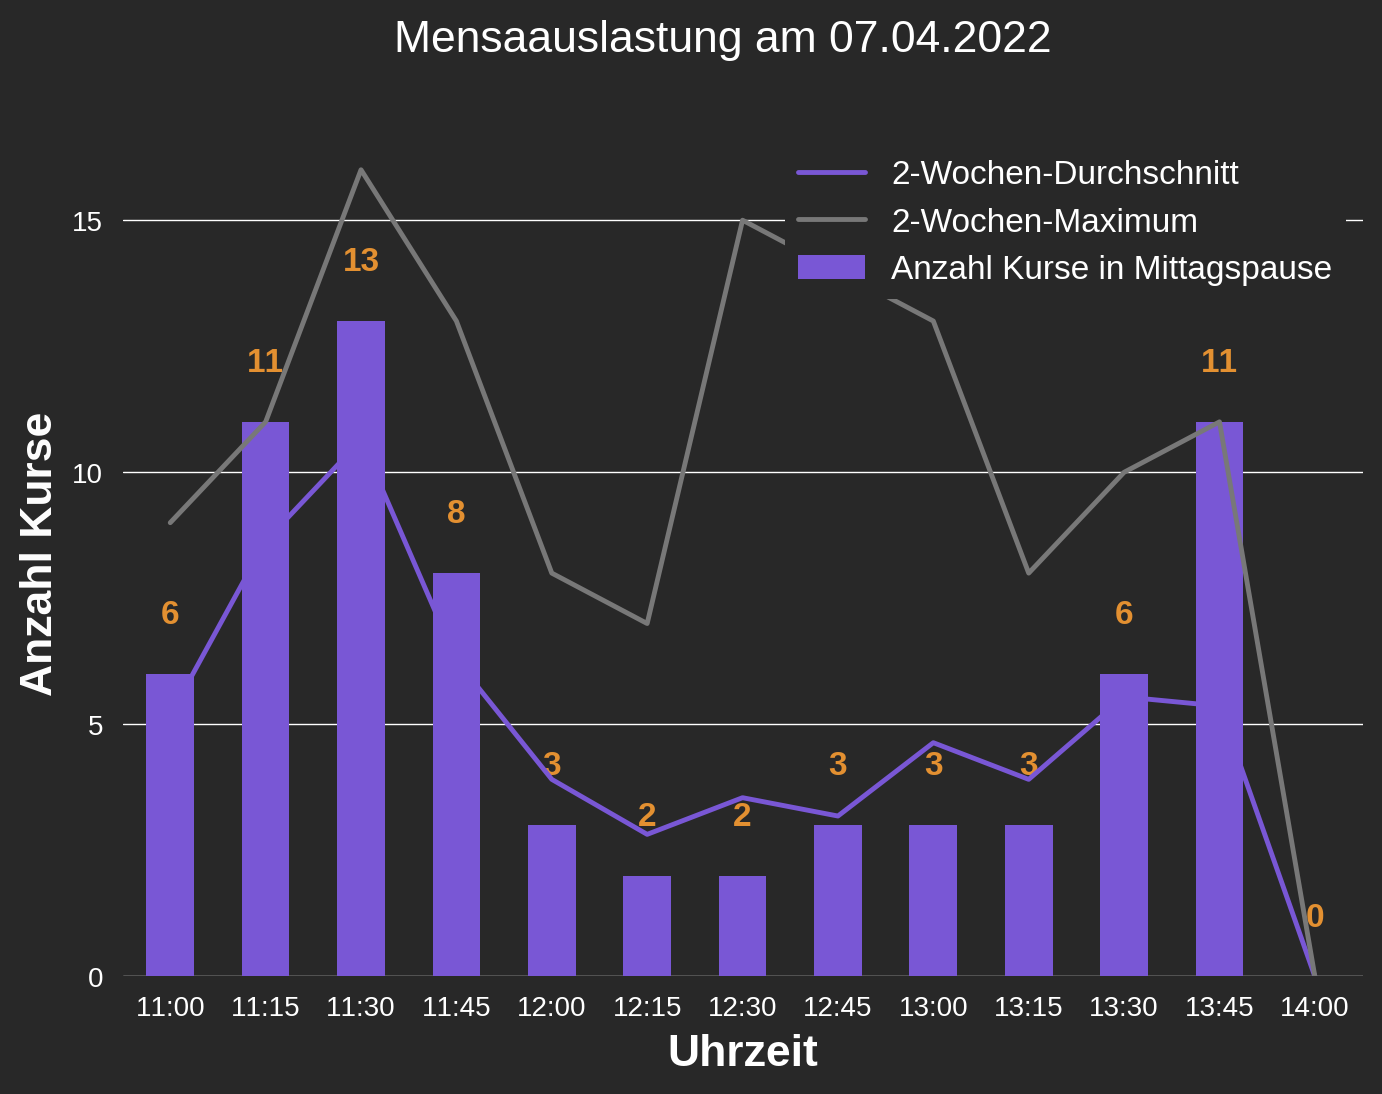 Mensaauslastung am 07.04.2022
2-Wochen-Durchschnitt
2-Wochen-Maximum
Anzahl Kurse in Mittagspause
Anzahl Kurse
15
10
5
0
6
11
13
8
3
2
2
3
3
3
6
11
0
11:00 11:15 11:30 11:45 12:00 12:15 12:30 12:45 13:00 13:15 13:30 13:45 14:00
Uhrzeit